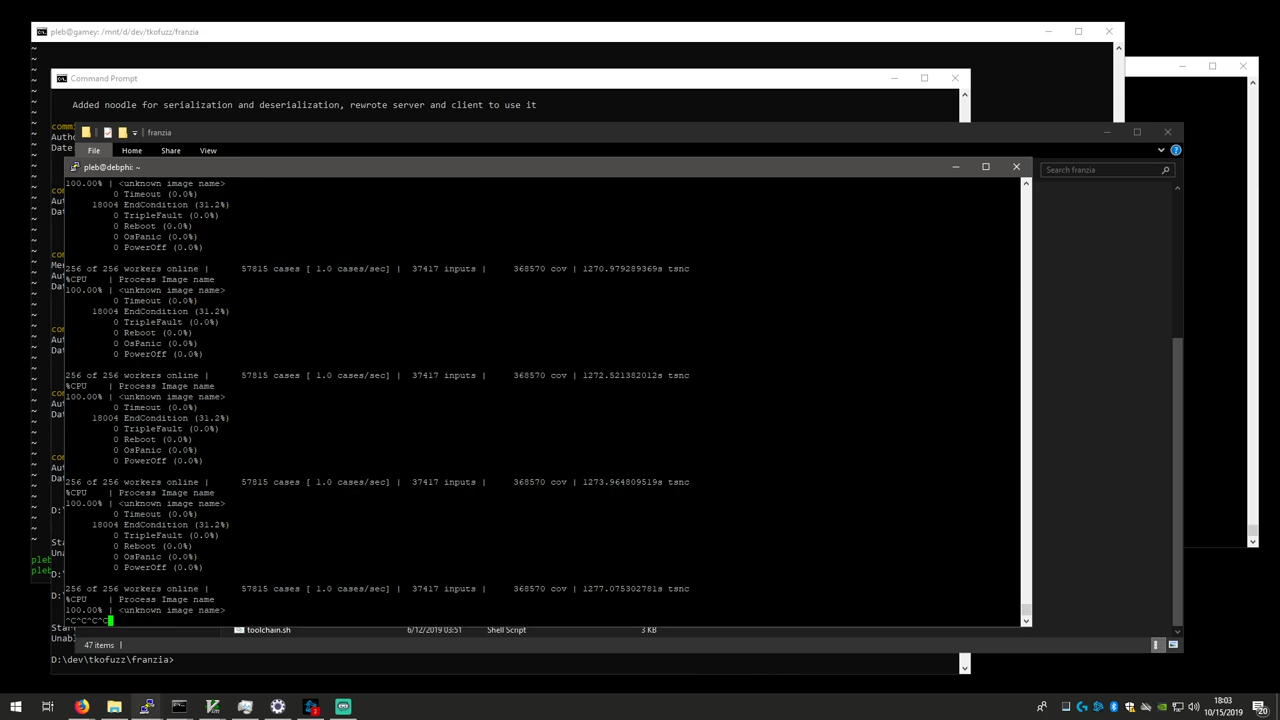 pleb@gamey: /mnt/d/dev/tkofuzz/franzia
Command Prompt
Added noodle for serialization and deserialization, rewrote server and client to use it
franzia
File Home Share View
pleb@debphi: ~
Search franzia
100.00% | <unknown image name>
0 Timeout (0.0%)
18004 EndCondition (31.2%)
0 TripleFault (0.0%)
0 Reboot (0.0%)
0 OsPanic (0.0%)
0 PowerOff (0.0%)
256 of 256 workers online | 57815 cases [ 1.0 cases/sec] | 37417 inputs | 368570 cov | 1270.979289369s tsnc
%CPU | Process Image name
100.00% | <unknown image name>
0 Timeout (0.0%)
18004 EndCondition (31.2%)
0 TripleFault (0.0%)
0 Reboot (0.0%)
0 OsPanic (0.0%)
0 PowerOff (0.0%)
256 of 256 workers online | 57815 cases [ 1.0 cases/sec] | 37417 inputs | 368570 cov | 1272.521382012s tsnc
%CPU | Process Image name
100.00% | <unknown image name>
0 Timeout (0.0%)
18004 EndCondition (31.2%)
0 TripleFault (0.0%)
0 Reboot (0.0%)
0 OsPanic (0.0%)
0 PowerOff (0.0%)
256 of 256 workers online | 57815 cases [ 1.0 cases/sec] | 37417 inputs | 368570 cov | 1273.964809519s tsnc
%CPU | Process Image name
100.00% | <unknown image name>
0 Timeout (0.0%)
18004 EndCondition (31.2%)
0 TripleFault (0.0%)
0 Reboot (0.0%)
0 OsPanic (0.0%)
0 PowerOff (0.0%)
256 of 256 workers online | 57815 cases [ 1.0 cases/sec] | 37417 inputs | 368570 cov | 1277.075302781s tsnc
%CPU | Process Image name
100.00% | <unknown image name>
^C^C^C^C
toolchain.sh 6/12/2019 03:51 Shell Script 3 KB
47 items
D:\dev\tkofuzz\franzia>
18:03
10/15/2019
20